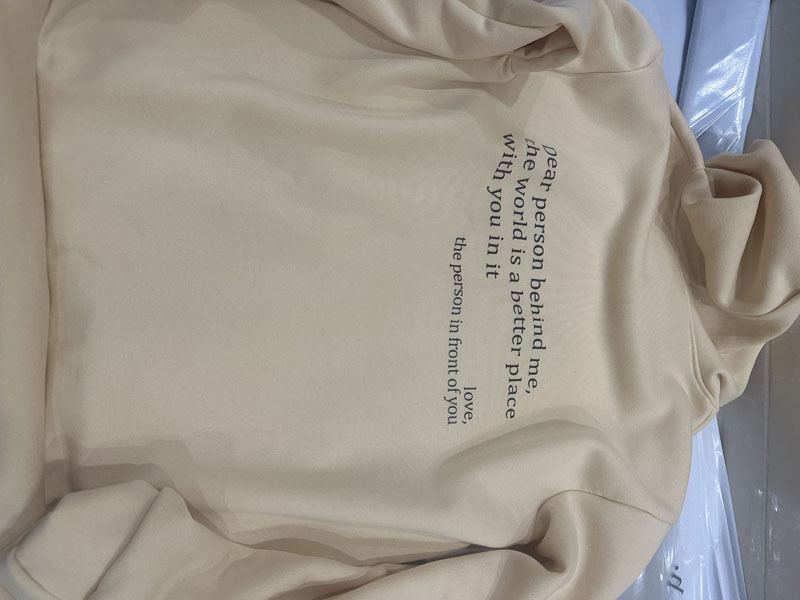 Dear person behind me,
the world is a better place
with you in it
love,
the person in front of you